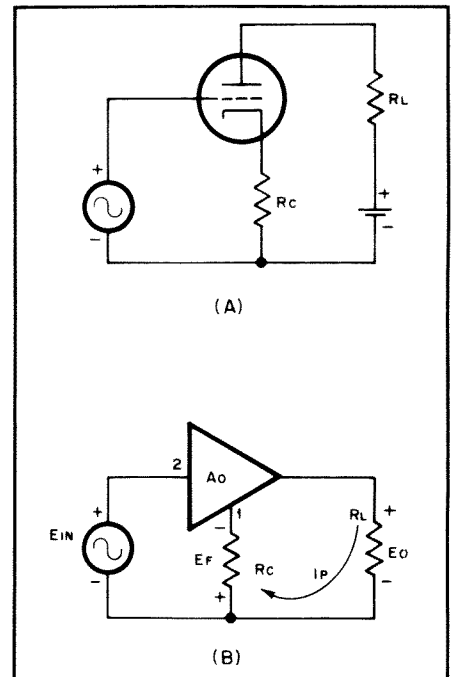 RL
+
RC
+
+
-
-
(A)
2
AO
1
+
-
RL
+
EIN
EF
RC
IP
EO
-
+
-
(B)